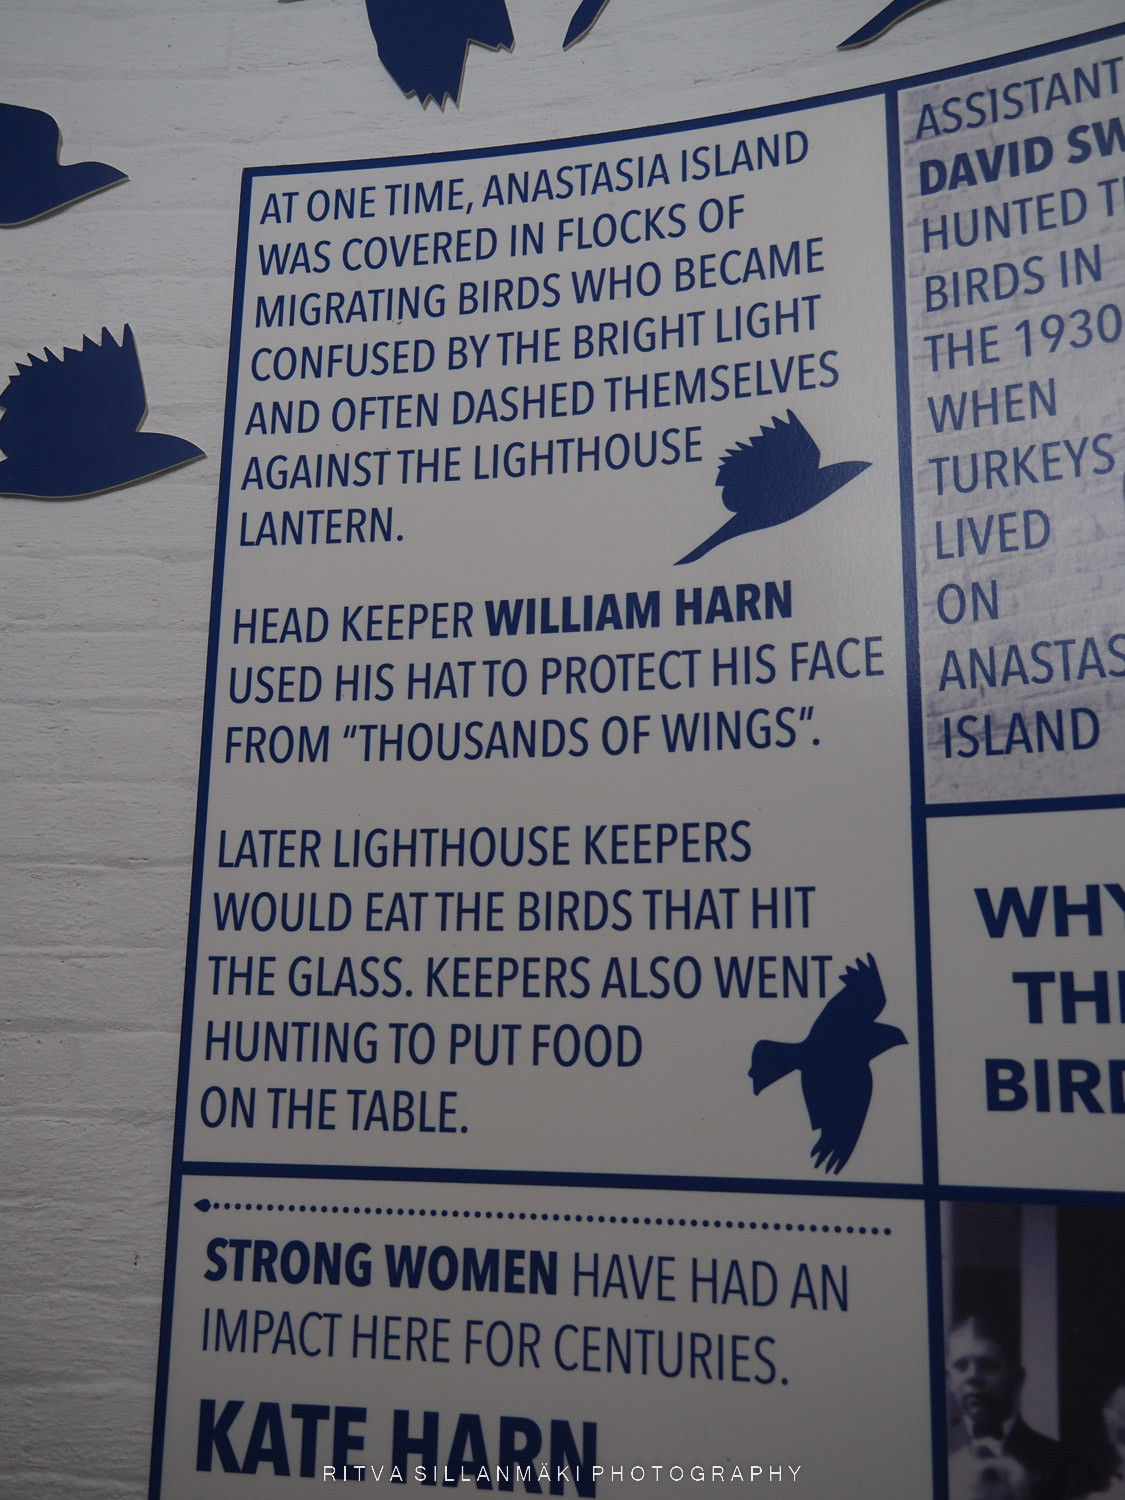 AT ONE TIME, ANASTASIA ISLAND
WAS COVERED IN FLOCKS OF
MIGRATING BIRDS WHO BECAME
CONFUSED BY THE BRIGHT LIGHT
AND OFTEN DASHED THEMSELVES
AGAINST THE LIGHTHOUSE
LANTERN.
HEAD KEEPER WILLIAM HARN
USED HIS HAT TO PROTECT HIS FACE
FROM “THOUSANDS OF WINGS”.
LATER LIGHTHOUSE KEEPERS
WOULD EAT THE BIRDS THAT HIT
THE GLASS. KEEPERS ALSO WENT
HUNTING TO PUT FOOD
ON THE TABLE.
STRONG WOMEN HAVE HAD AN
IMPACT HERE FOR CENTURIES.
KATE HARN
ASSISTANT
DAVID
HUNTED
BIRDS IN
THE 1930
WHEN
TURKEYS
LIVED
ON
ISLAND
WHY
RITVA SILLANMÄKI PHOTOGRAPHY